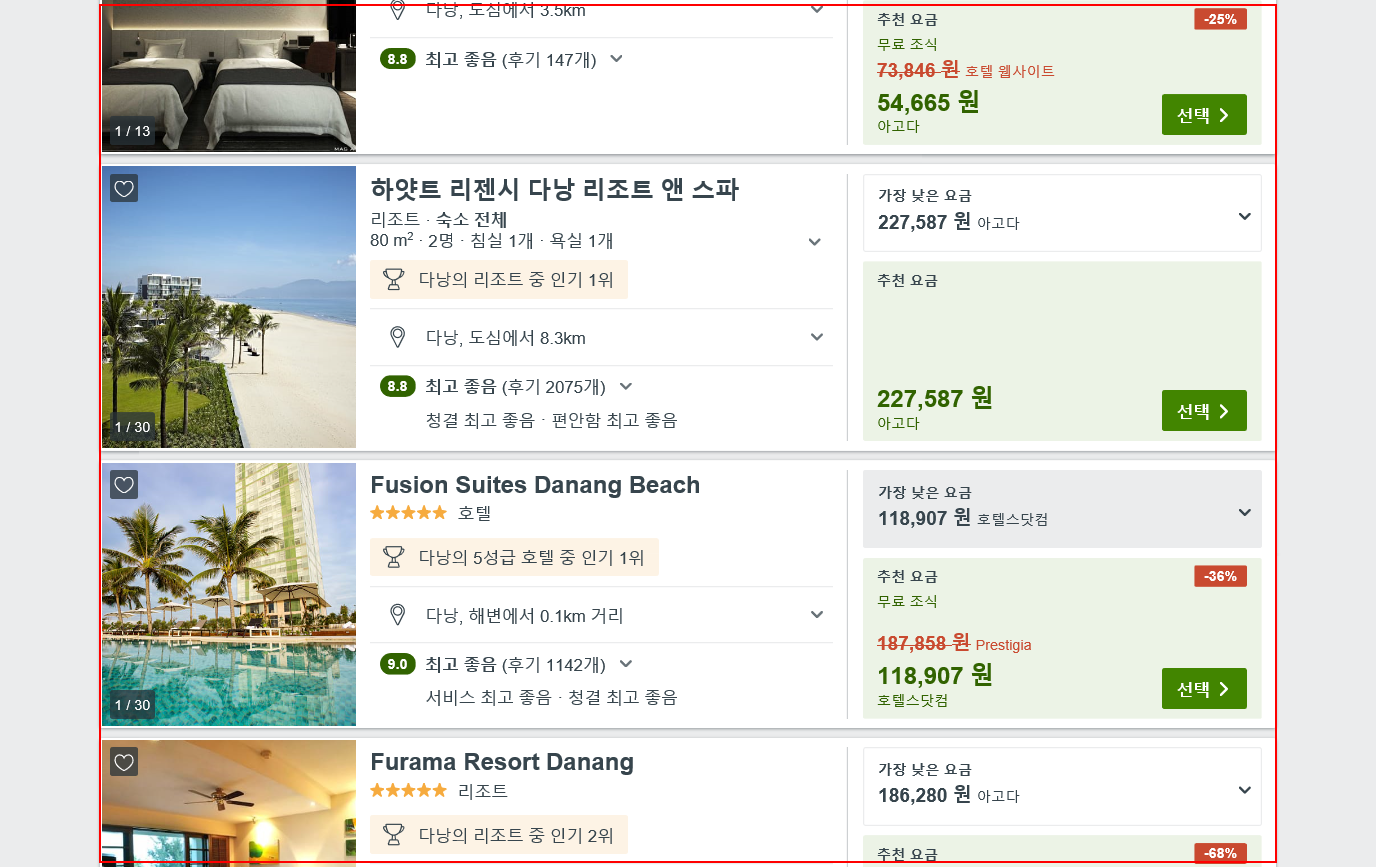 다낭, 도심에서 3.5km
8.8 최고 좋음 (후기 147개)
1 / 13
추천 요금
-25%
무료 조식
73,846 원 호텔 웹사이트
54,665 원
아고다
선택
하얏트 리젠시 다낭 리조트 앤 스파
리조트 · 숙소 전체
80 m² · 2명 · 침실 1개 · 욕실 1개
다낭의 리조트 중 인기 1위
다낭, 도심에서 8.3km
8.8 최고 좋음 (후기 2075개)
청결 최고 좋음 · 편안함 최고 좋음
1 / 30
가장 낮은 요금
227,587 원 아고다
추천 요금
227,587 원
아고다
선택
Fusion Suites Danang Beach
호텔
다낭의 5성급 호텔 중 인기 1위
다낭, 해변에서 0.1km 거리
9.0 최고 좋음 (후기 1142개)
서비스 최고 좋음 · 청결 최고 좋음
1 / 30
가장 낮은 요금
118,907 원 호텔스닷컴
추천 요금
-36%
무료 조식
187,858 원 Prestigia
118,907 원
호텔스닷컴
선택
Furama Resort Danang
리조트
다낭의 리조트 중 인기 2위
가장 낮은 요금
186,280 원 아고다
추천 요금
-68%